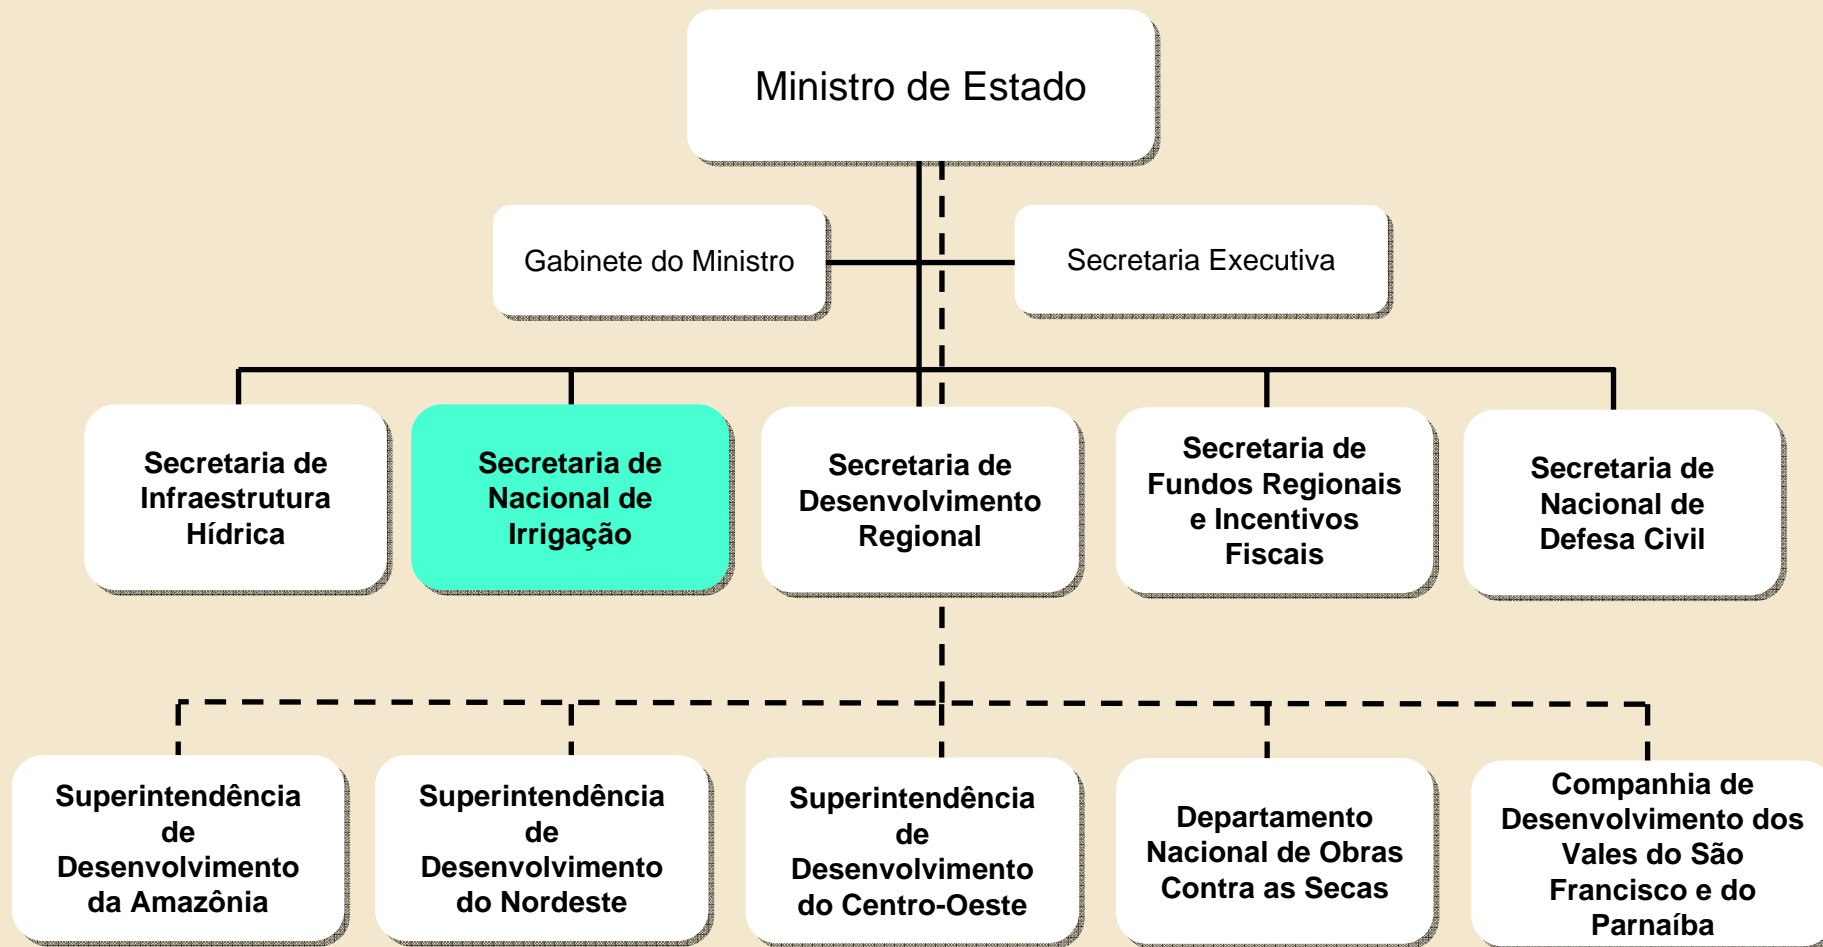 Ministro de Estado
Gabinete do Ministro
Secretaria Executiva
Secretaria de
Infraestrutura
Hídrica
Secretaria de
Nacional de
Irrigação
Secretaria de
Desenvolvimento
Regional
Secretaria de
Fundos Regionais
e Incentivos
Fiscais
Secretaria de
Nacional de
Defesa Civil
Superintendência
de
Desenvolvimento
da Amazônia
Superintendência
de
Desenvolvimento
do Nordeste
Superintendência
de
Desenvolvimento
do Centro-Oeste
Departamento
Nacional de Obras
Contra as Secas
Companhia de
Desenvolvimento dos
Vales do São
Francisco e do
Parnaíba